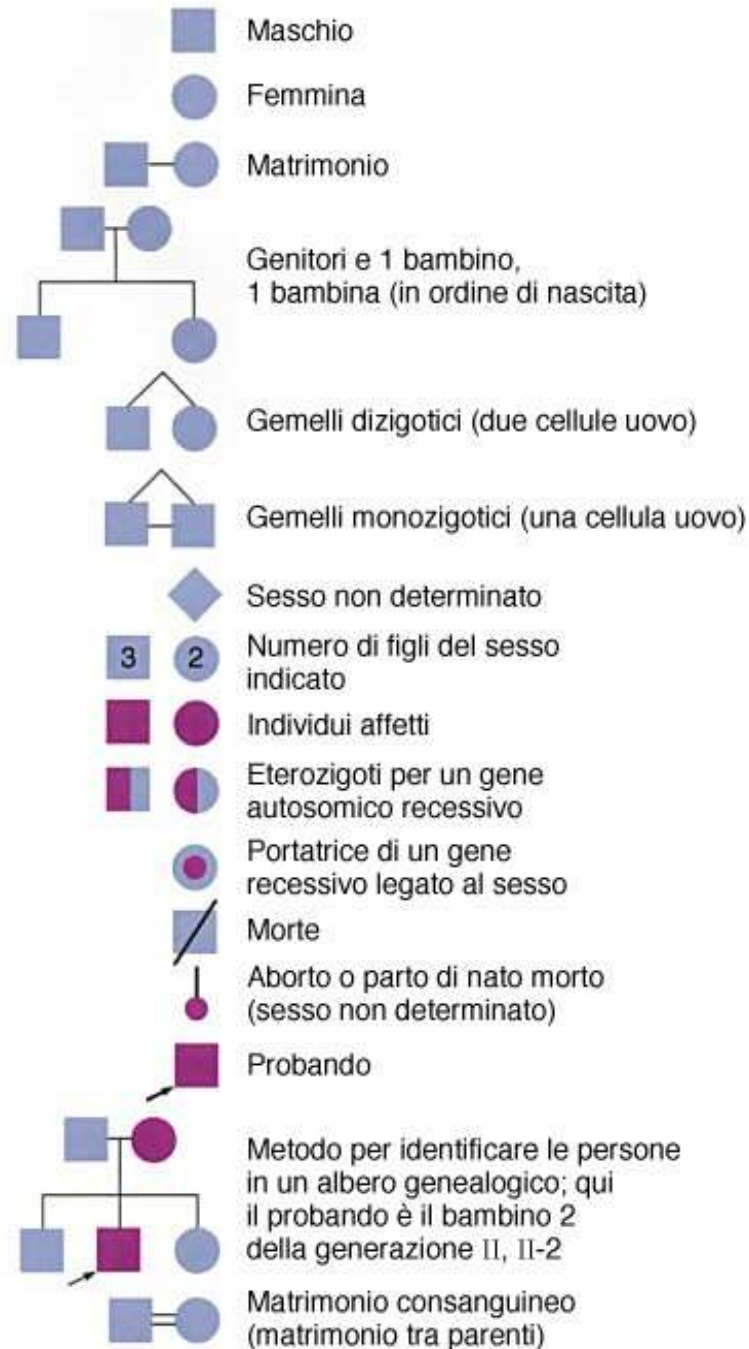 Maschio
Femmina
Matrimonio
Genitori e 1 bambino,
1 bambina (in ordine di nascita)
Gemelli dizigotici (due cellule uovo)
Gemelli monozigotici (una cellula uovo)
Sesso non determinato
3 2 Numero di figli del sesso
indicato
Individui affetti
Eterozigoti per un gene
autosomico recessivo
Portatrice di un gene
recessivo legato al sesso
Morte
Aborto o parto di nato morto
(sesso non determinato)
Probando
Metodo per identificare le persone
in un albero genealogico; qui
il probando è il bambino 2
della generazione II, II-2
Matrimonio consanguineo
(matrimonio tra parenti)